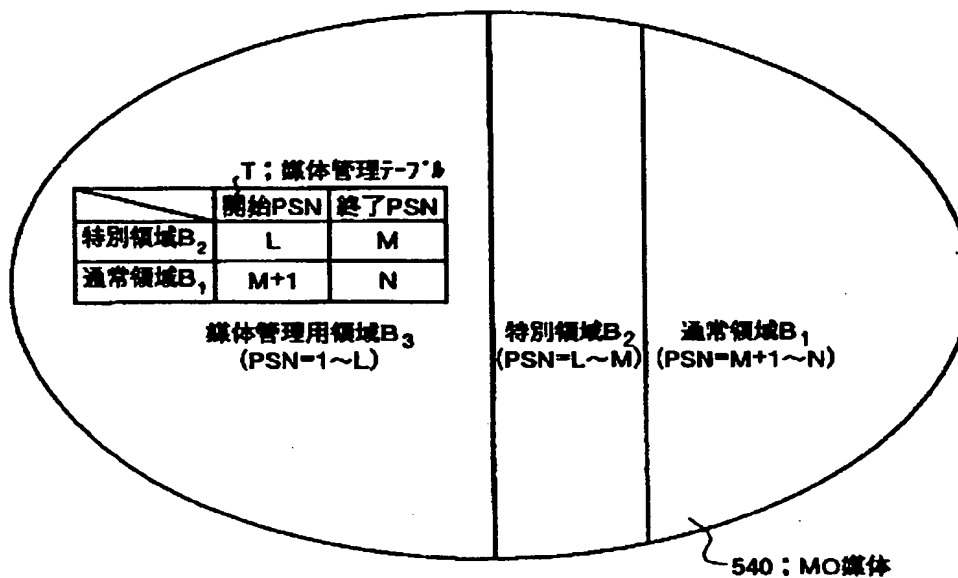 T；媒体管理テーブル
開始PSN 終了PSN
特別領域B₂ L M
通常領域B₁ M+1 N
媒体管理用領域B₃
(PSN=1～L)
特別領域B₂
(PSN=L～M)
通常領域B₁
(PSN=M+1～N)
540；MO媒体